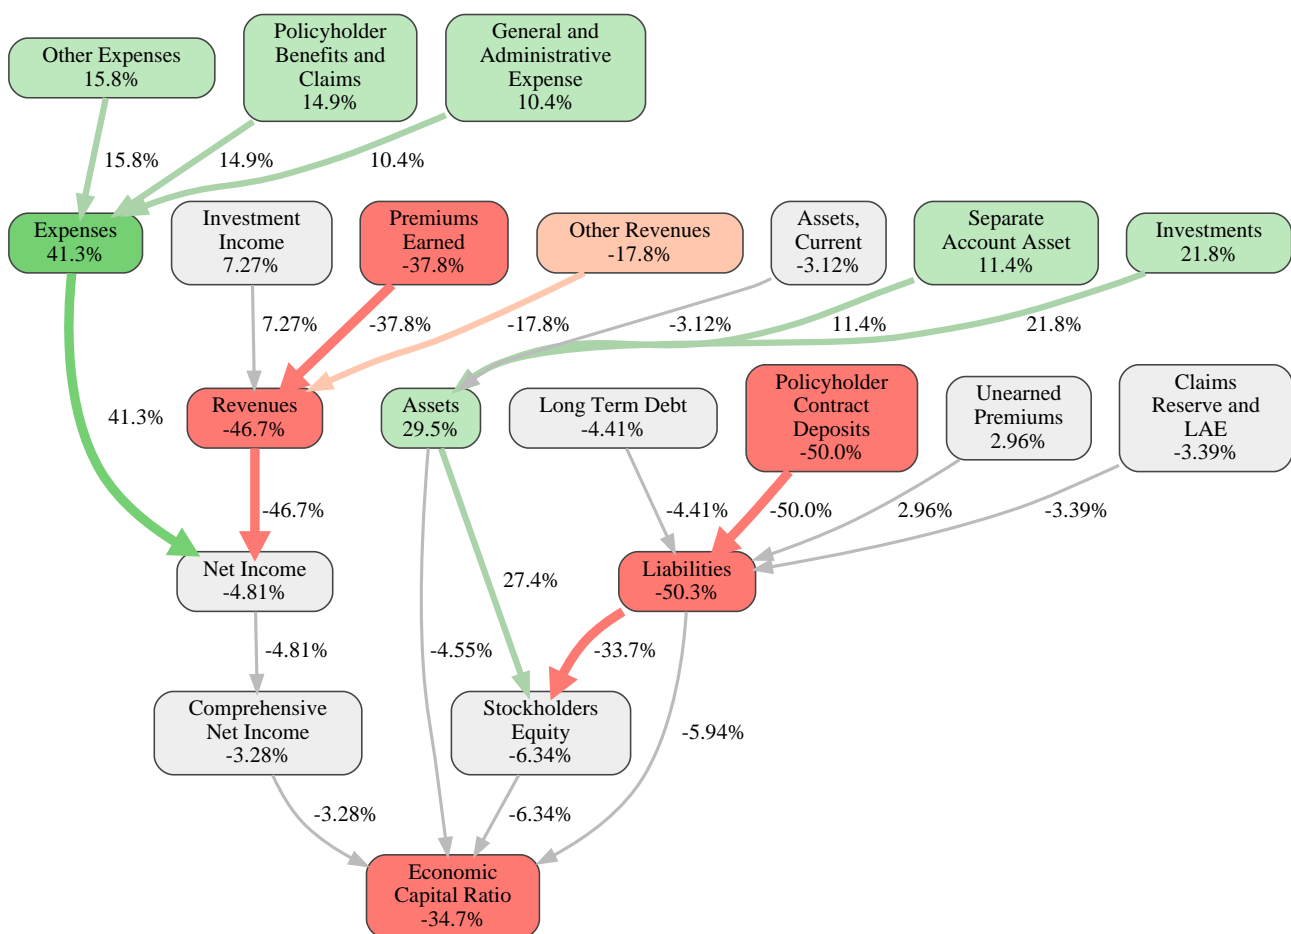 Other Expenses
15.8%
Policyholder
Benefits and
Claims
14.9%
General and
Administrative
Expense
10.4%
15.8%
14.9%
10.4%
Expenses
41.3%
Investment
Income
7.27%
Premiums
Earned
-37.8%
Other Revenues
-17.8%
Assets,
Current
-3.12%
Separate
Account Asset
11.4%
Investments
21.8%
7.27%
-37.8%
-17.8%
-3.12%
11.4%
21.8%
41.3%
Revenues
-46.7%
Assets
29.5%
Long Term Debt
-4.41%
Policyholder
Contract
Deposits
-50.0%
Unearned
Premiums
2.96%
Claims
Reserve and
LAE
-3.39%
-46.7%
-4.41%
-50.0%
2.96%
-3.39%
Net Income
-4.81%
27.4%
Liabilities
-50.3%
-4.81%
-4.55%
-33.7%
-5.94%
Comprehensive
Net Income
-3.28%
Stockholders
Equity
-6.34%
-3.28%
-6.34%
Economic
Capital Ratio
-34.7%